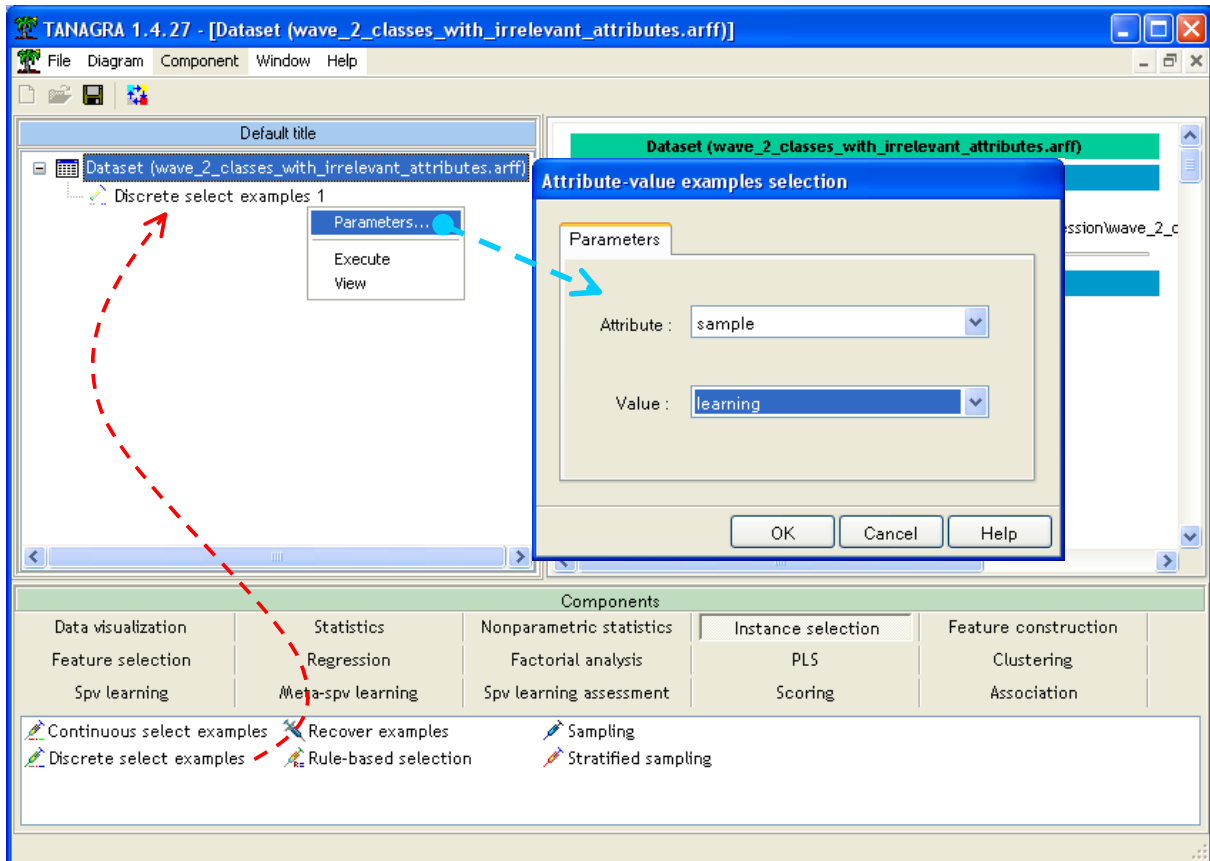 TANAGRA 1.4.27 - [Dataset (wave_2_classes_with_irrelevant_attributes.arff)]
File Diagram Component Window Help
Default title
Dataset (wave_2_classes_with_irrelevant_attributes.arff)
Discrete select examples 1
Parameters...
Execute
View
Dataset (wave_2_classes_with_irrelevant_attributes.arff)
ession\wave_2_c
Attribute-value examples selection
Parameters
Attribute : sample
Value : learning
OK Cancel Help
Components
Data visualization Statistics Nonparametric statistics Instance selection Feature construction
Feature selection Regression Factorial analysis PLS Clustering
Spv learning Meta-spv learning Spv learning assessment Scoring Association
Continuous select examples Recover examples Sampling
Discrete select examples Rule-based selection Stratified sampling